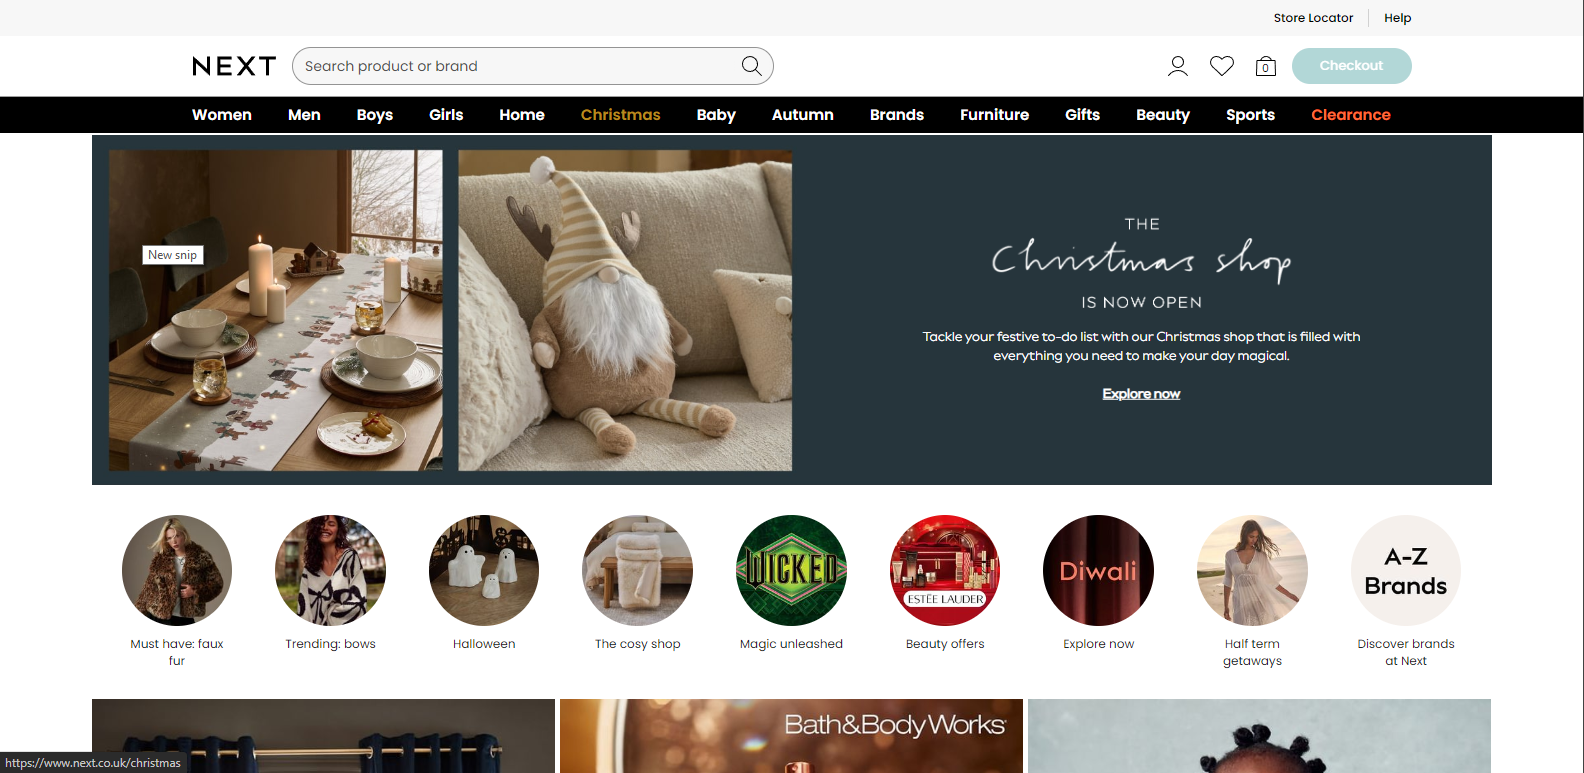 Store Locator
Help
NEXT
Search product or brand
0
Checkout
Women
Men
Boys
Girls
Home
Christmas
Baby
Autumn
Brands
Furniture
Gifts
Beauty
Sports
Clearance
New snip
THE
Christmas shop
IS NOW OPEN
Tackle your festive to-do list with our Christmas shop that is filled with
everything you need to make your day magical.
Explore now
WICKED
ESTĒE LAUDER
Diwali
A-Z
Brands
Must have: faux
fur
Trending: bows
Halloween
The cosy shop
Magic unleashed
Beauty offers
Explore now
Half term
getaways
Discover brands
at Next
Bath&BodyWorks
https://www.next.co.uk/christmas